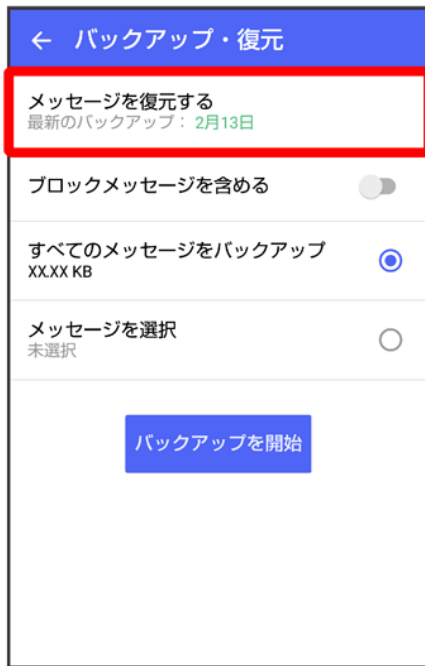 ← バックアップ・復元
メッセージを復元する
最新のバックアップ： 2月13日
ブロックメッセージを含める
すべてのメッセージをバックアップ
XX.XX KB
メッセージを選択
未選択
バックアップを開始